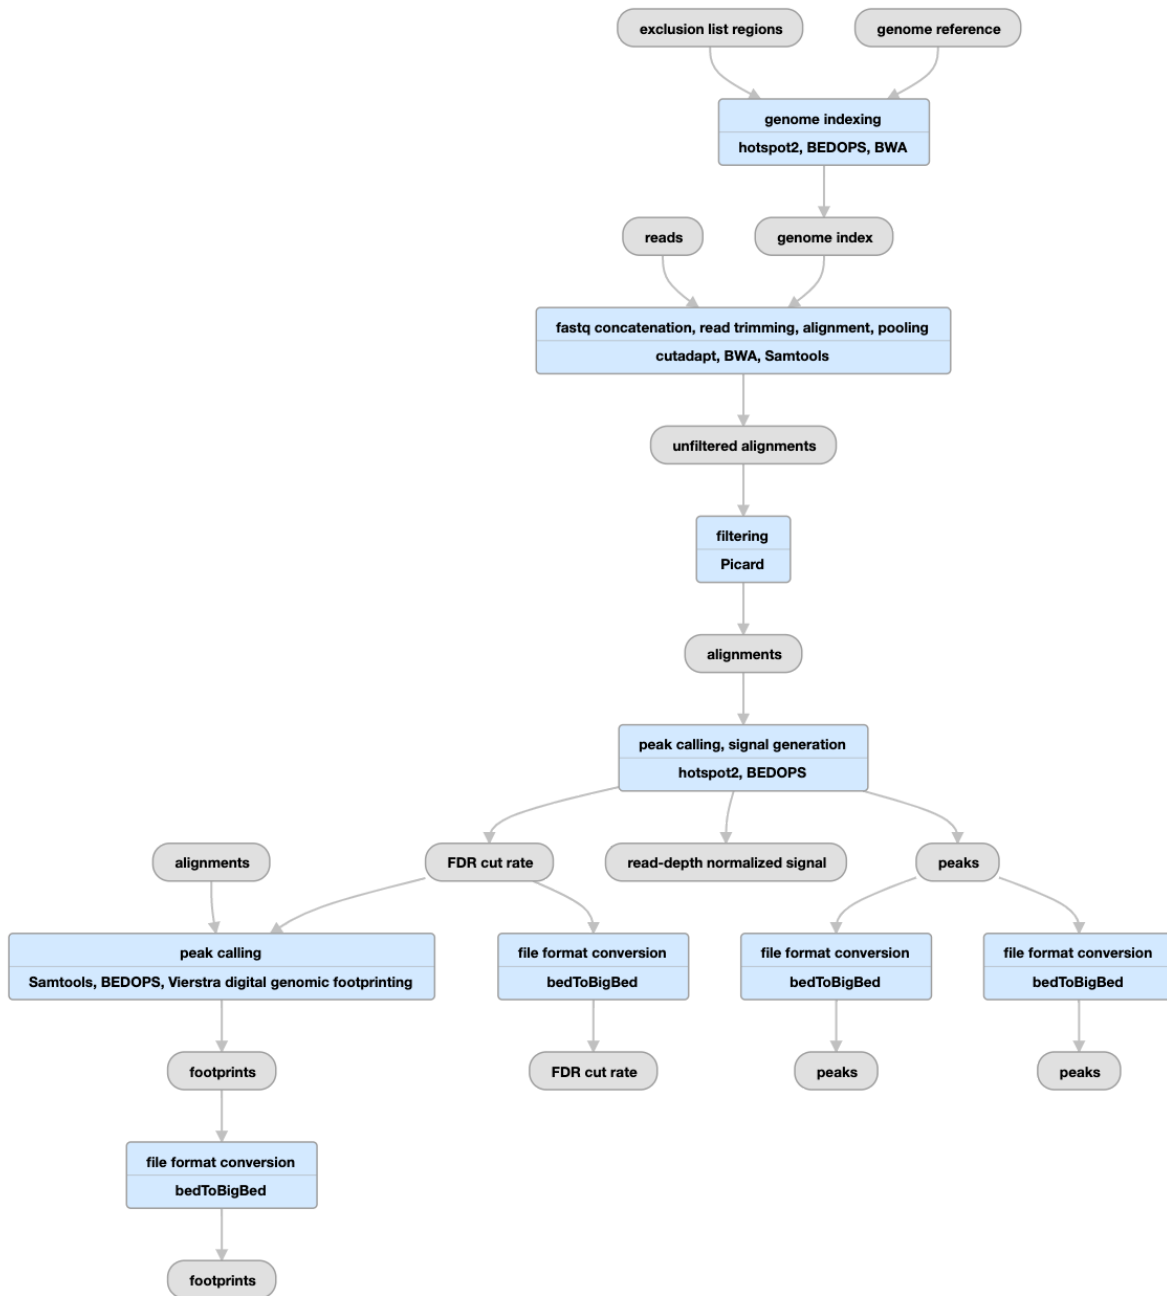 exclusion list regions
genome reference
genome indexing
hotspot2, BEDOPS, BWA
reads
genome index
fastq concatenation, read trimming, alignment, pooling
cutadapt, BWA, Samtools
unfiltered alignments
filtering
Picard
alignments
peak calling, signal generation
hotspot2, BEDOPS
alignments
FDR cut rate
read-depth normalized signal
peaks
peak calling
Samtools, BEDOPS, Vierstra digital genomic footprinting
file format conversion
bedToBigBed
file format conversion
bedToBigBed
file format conversion
bedToBigBed
footprints
FDR cut rate
peaks
peaks
file format conversion
bedToBigBed
footprints